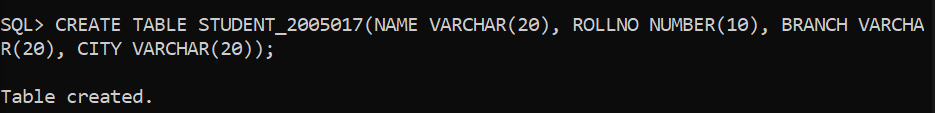 SQL> CREATE TABLE STUDENT_2005017(NAME VARCHAR(20), ROLLNO NUMBER(10), BRANCH VARCHA
R(20), CITY VARCHAR(20));
Table created.